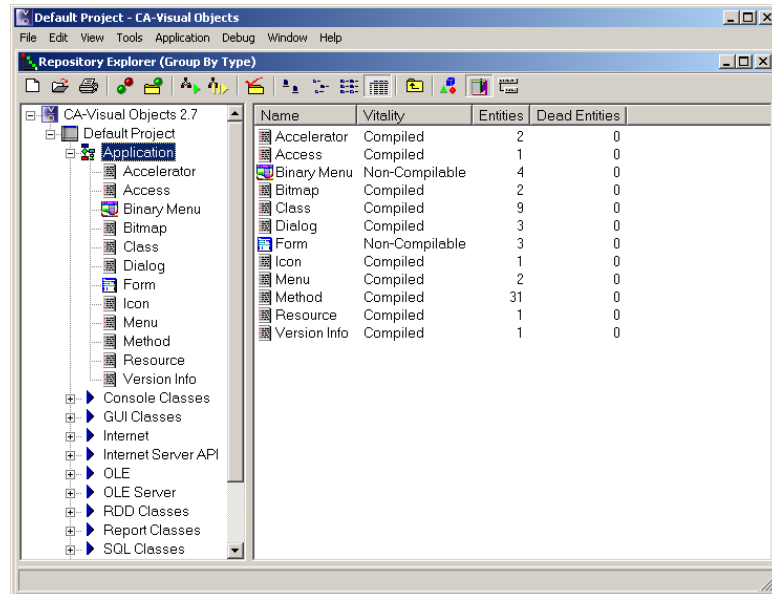 Default Project - CA-Visual Objects
File Edit View Tools Application Debug Window Help
Repository Explorer (Group By Type)
CA-Visual Objects 2.7
Default Project
Application
Accelerator
Access
Binary Menu
Bitmap
Class
Dialog
Form
Icon
Menu
Method
Resource
Version Info
Console Classes
GUI Classes
Internet
Internet Server API
OLE
OLE Server
RDD Classes
Report Classes
SQL Classes
Name Vitality Entities Dead Entities
Accelerator Compiled 2 0
Access Compiled 1 0
Binary Menu Non-Compilable 4 0
Bitmap Compiled 2 0
Class Compiled 9 0
Dialog Compiled 3 0
Form Non-Compilable 3 0
Icon Compiled 1 0
Menu Compiled 2 0
Method Compiled 31 0
Resource Compiled 1 0
Version Info Compiled 1 0